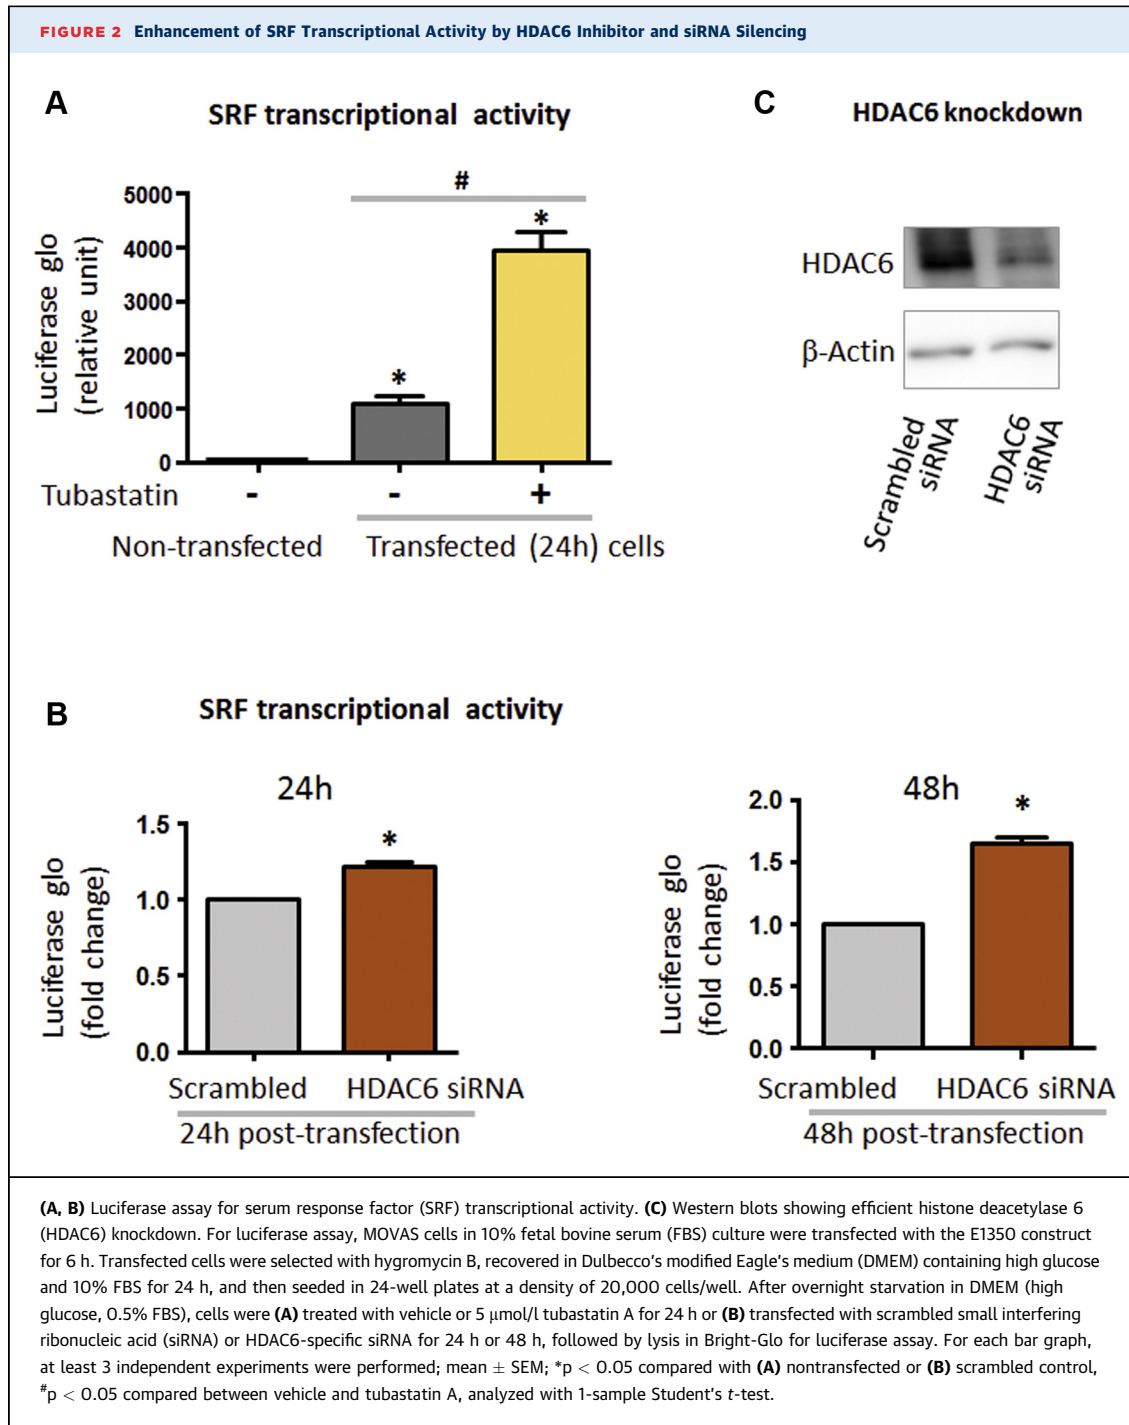 FIGURE 2 Enhancement of SRF Transcriptional Activity by HDAC6 Inhibitor and siRNA Silencing
A
SRF transcriptional activity
Luciferase glo
(relative unit)
5000
4000
3000
2000
1000
0
#
*
*
Tubastatin - - +
Non-transfected Transfected (24h) cells
C
HDAC6 knockdown
HDAC6
β-Actin
Scrambled
siRNA
HDAC6
siRNA
B
SRF transcriptional activity
24h
Luciferase glo
(fold change)
1.5
1.0
0.5
0.0
*
Scrambled HDAC6 siRNA
24h post-transfection
48h
Luciferase glo
(fold change)
2.0
1.5
1.0
0.5
0.0
*
Scrambled HDAC6 siRNA
48h post-transfection
(A, B) Luciferase assay for serum response factor (SRF) transcriptional activity. (C) Western blots showing efficient histone deacetylase 6
(HDAC6) knockdown. For luciferase assay, MOVAS cells in 10% fetal bovine serum (FBS) culture were transfected with the E1350 construct
for 6 h. Transfected cells were selected with hygromycin B, recovered in Dulbecco's modified Eagle's medium (DMEM) containing high glucose
and 10% FBS for 24 h, and then seeded in 24-well plates at a density of 20,000 cells/well. After overnight starvation in DMEM (high
glucose, 0.5% FBS), cells were (A) treated with vehicle or 5 μmol/l tubastatin A for 24 h or (B) transfected with scrambled small interfering
ribonucleic acid (siRNA) or HDAC6-specific siRNA for 24 h or 48 h, followed by lysis in Bright-Glo for luciferase assay. For each bar graph,
at least 3 independent experiments were performed; mean ± SEM; *p < 0.05 compared with (A) nontransfected or (B) scrambled control,
#p < 0.05 compared between vehicle and tubastatin A, analyzed with 1-sample Student's t-test.